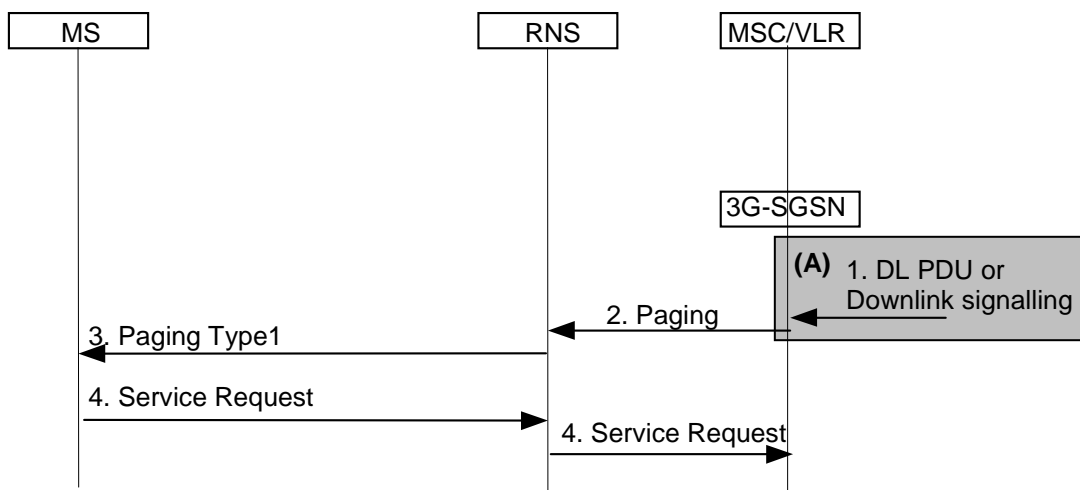 MS
RNS
MSC/VLR
3G-SGSN
(A) 1. DL PDU or
Downlink signalling
2. Paging
3. Paging Type1
4. Service Request
4. Service Request